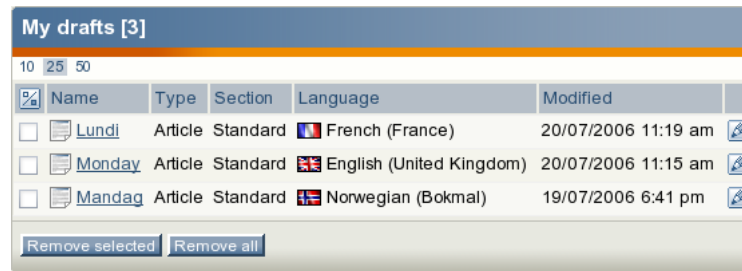 My drafts [3]
10 25 50
Name Type Section Language Modified
Lundi Article Standard French (France) 20/07/2006 11:19 am
Monday Article Standard English (United Kingdom) 20/07/2006 11:15 am
Mandag Article Standard Norwegian (Bokmal) 19/07/2006 6:41 pm
Remove selected Remove all